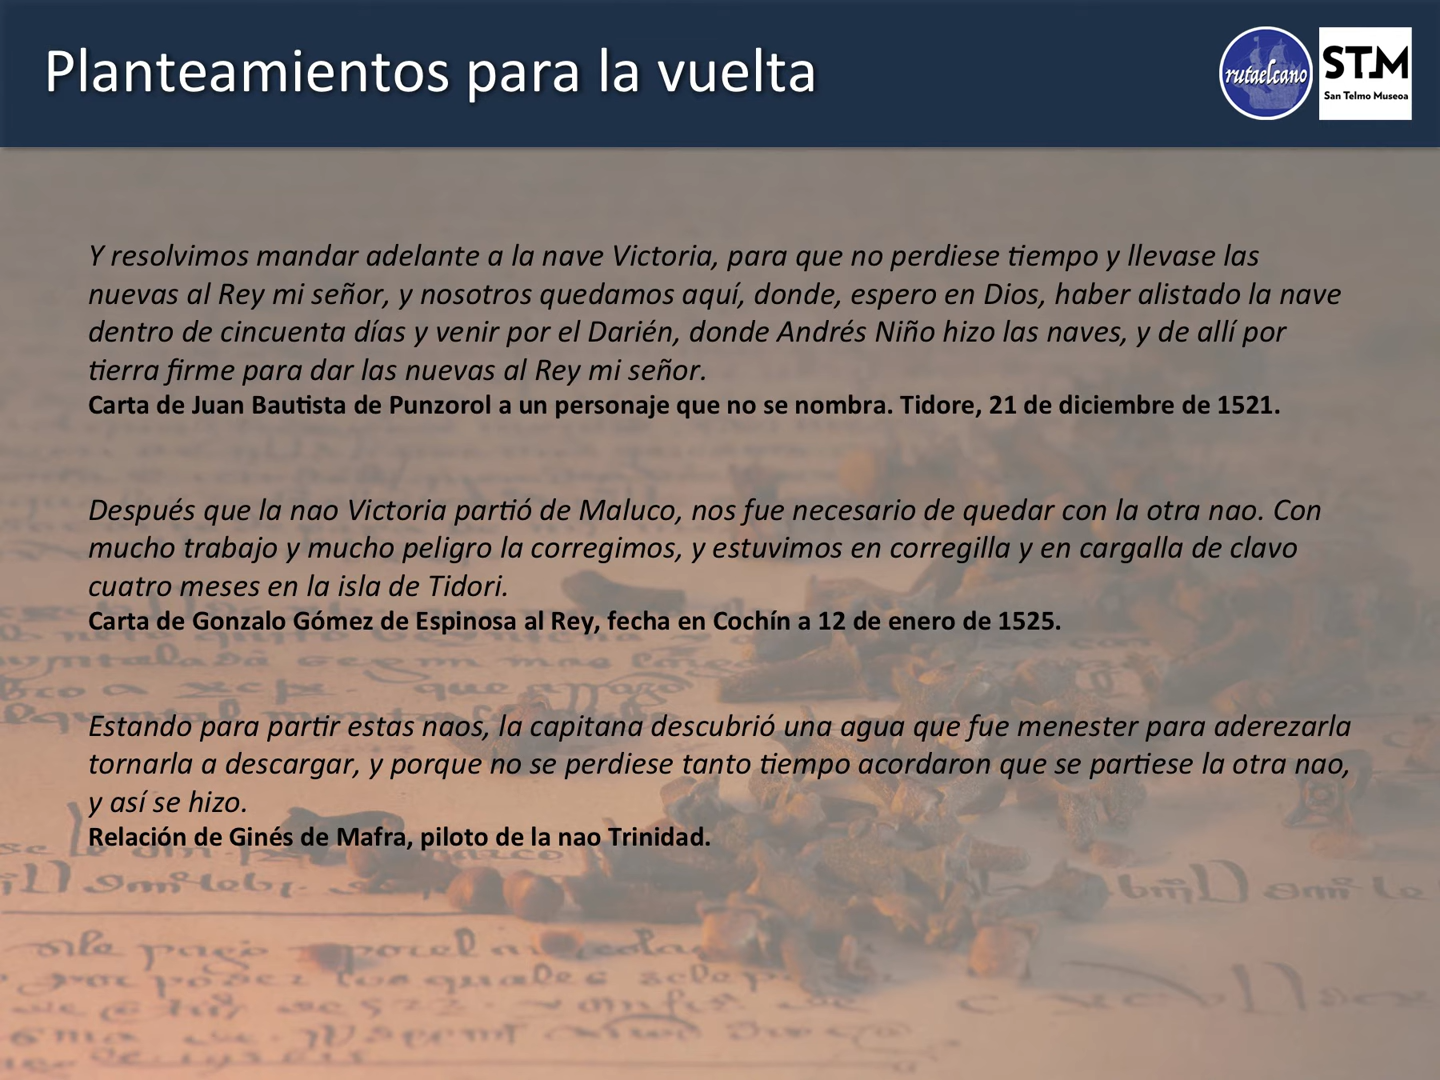 Planteamientos para la vuelta
rutaelcano
STM
San Telmo Museoa
Y resolvimos mandar adelante a la nave Victoria, para que no perdiese tiempo y llevase las
nuevas al Rey mi señor, y nosotros quedamos aquí, donde, espero en Dios, haber alistado la nave
dentro de cincuenta días y venir por el Darién, donde Andrés Niño hizo las naves, y de allí por
tierra firme para dar las nuevas al Rey mi señor.
Carta de Juan Bautista de Punzorol a un personaje que no se nombra. Tidore, 21 de diciembre de 1521.
Después que la nao Victoria partió de Maluco, nos fue necesario de quedar con la otra nao. Con
mucho trabajo y mucho peligro la corregimos, y estuvimos en corregilla y en cargalla de clavo
cuatro meses en la isla de Tidori.
Carta de Gonzalo Gómez de Espinosa al Rey, fecha en Cochín a 12 de enero de 1525.
Estando para partir estas naos, la capitana descubrió una agua que fue menester para aderezarla
tornarla a descargar, y porque no se perdiese tanto tiempo acordaron que se partiese la otra nao,
y así se hizo.
Relación de Ginés de Mafra, piloto de la nao Trinidad.